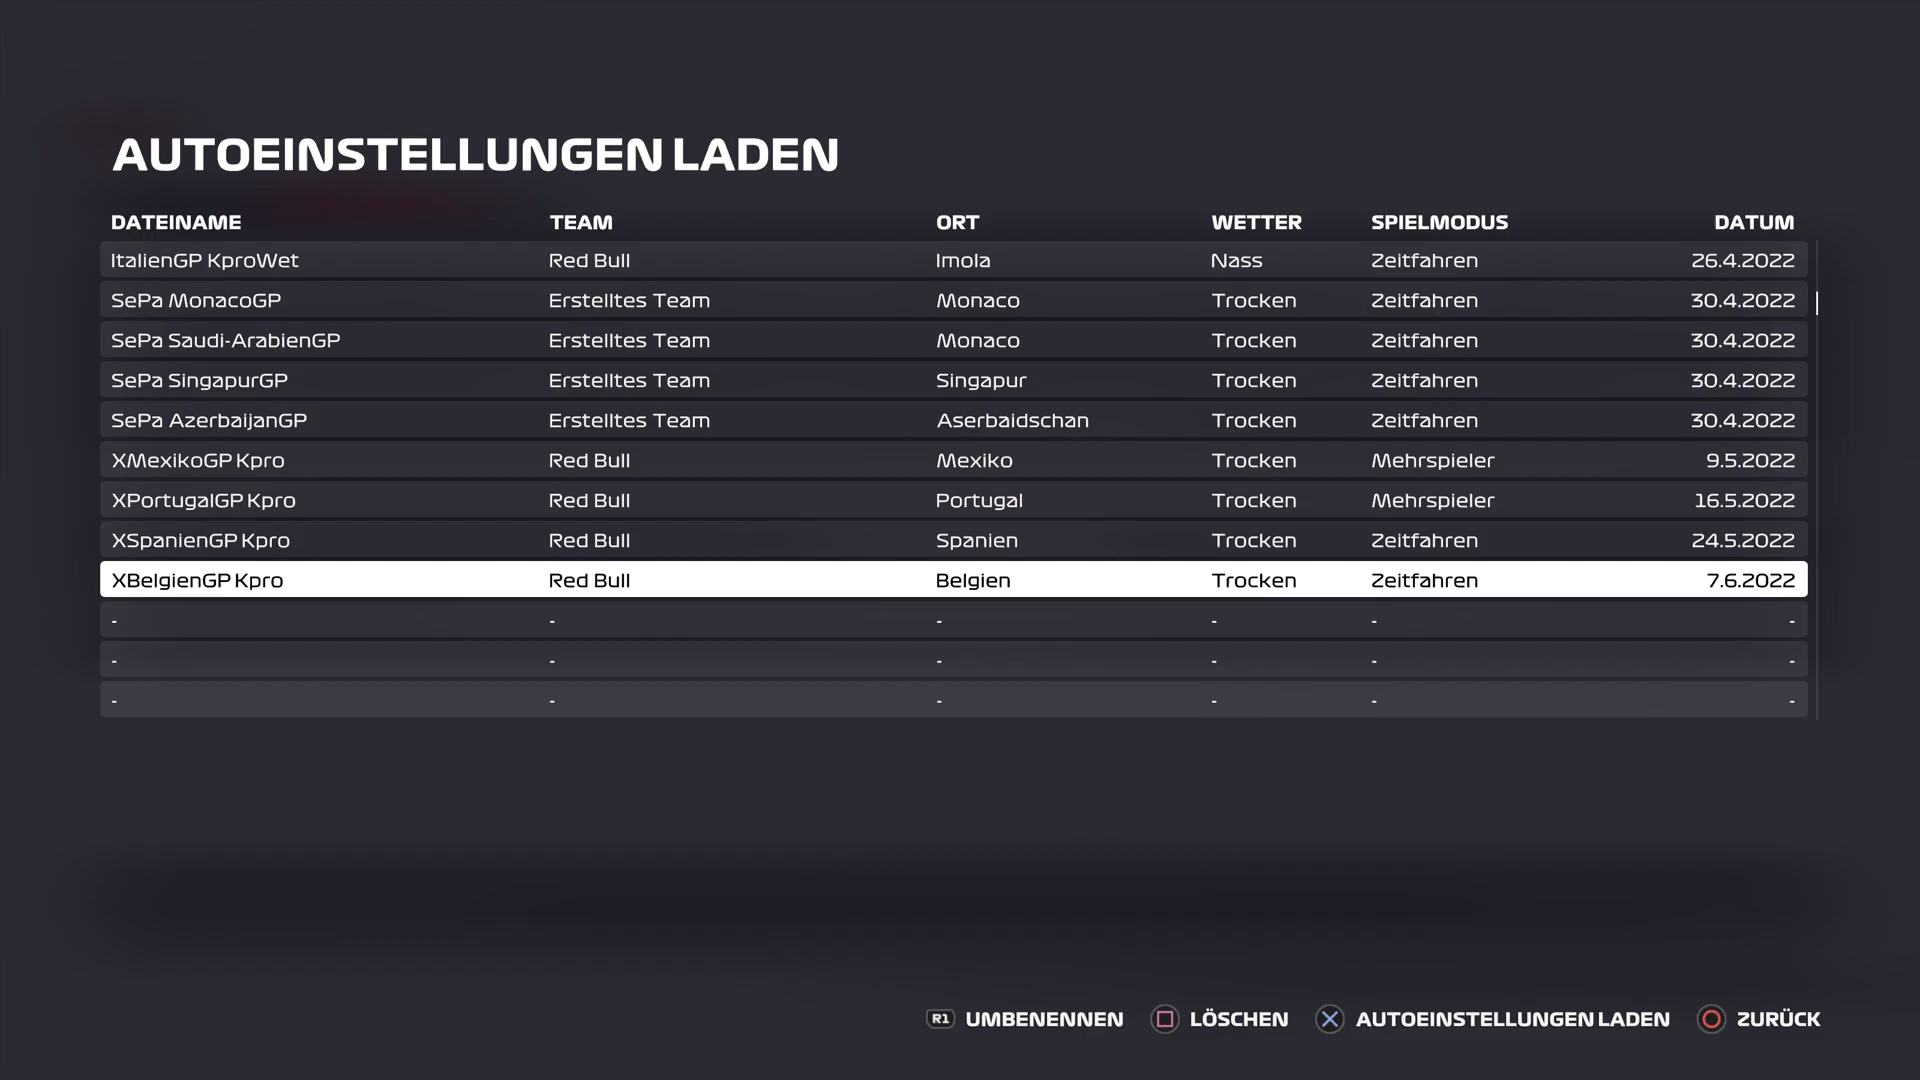 AUTOEINSTELLUNGEN LADEN
DATEINAME TEAM ORT WETTER SPIELMODUS DATUM
ItalienGP KproWet Red Bull Imola Nass Zeitfahren 26.4.2022
SePa MonacoGP Erstelltes Team Monaco Trocken Zeitfahren 30.4.2022
SePa Saudi-ArabienGP Erstelltes Team Monaco Trocken Zeitfahren 30.4.2022
SePa SingapurGP Erstelltes Team Singapur Trocken Zeitfahren 30.4.2022
SePa AzerbaijanGP Erstelltes Team Aserbaidschan Trocken Zeitfahren 30.4.2022
XMexikoGP Kpro Red Bull Mexiko Trocken Mehrspieler 9.5.2022
XPortugalGP Kpro Red Bull Portugal Trocken Mehrspieler 16.5.2022
XSpanienGP Kpro Red Bull Spanien Trocken Zeitfahren 24.5.2022
XBelgienGP Kpro Red Bull Belgien Trocken Zeitfahren 7.6.2022
- - - - - -
- - - - - -
- - - - - -
R1 UMBENENNEN LÖSCHEN AUTOEINSTELLUNGEN LADEN ZURÜCK